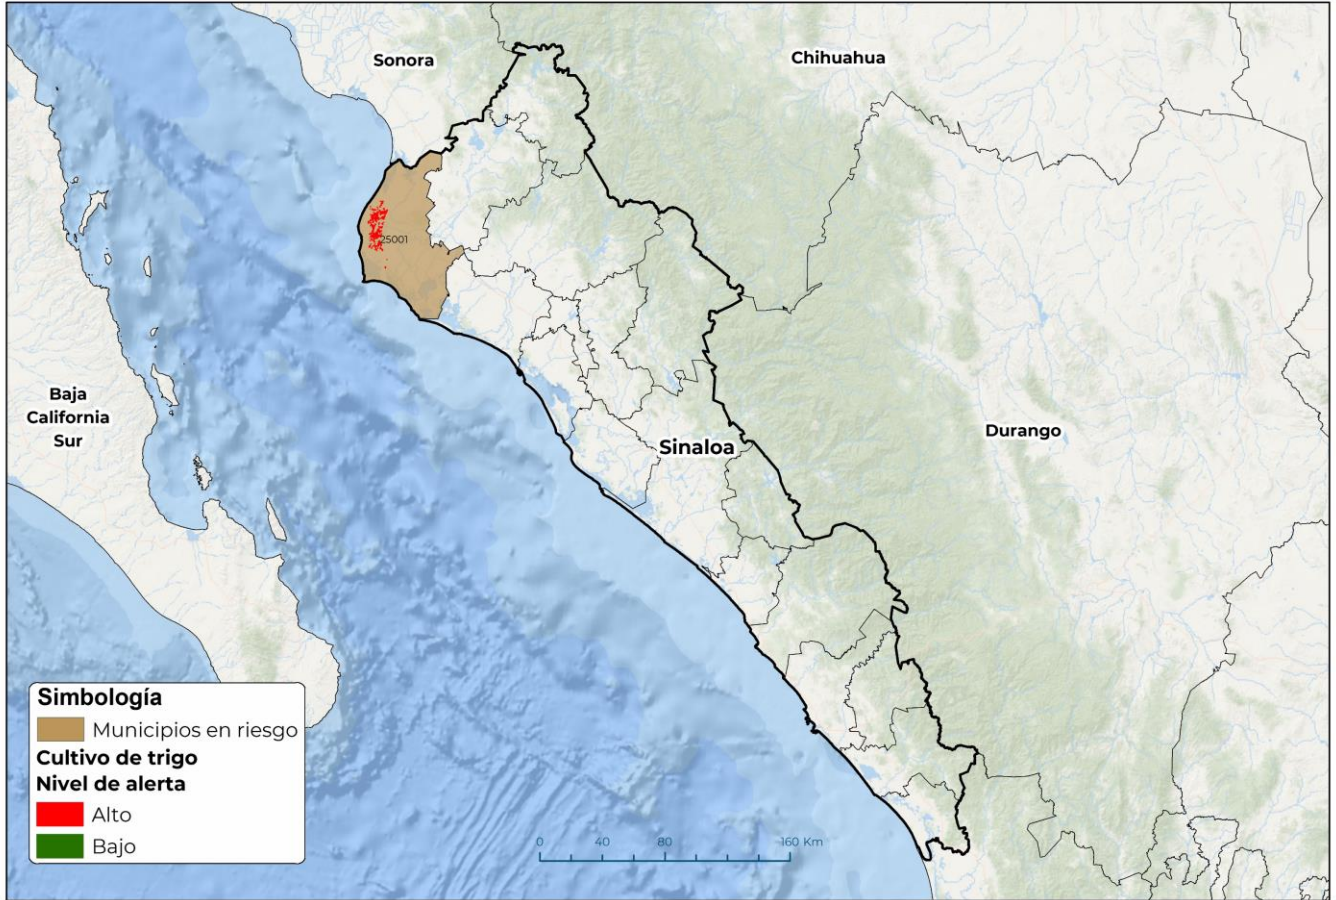 Sonora
Chihuahua
25001
Baja
California
Sur
Sinaloa
Durango
Simbología
Municipios en riesgo
Cultivo de trigo
Nivel de alerta
Alto
Bajo
0 40 80 160 Km